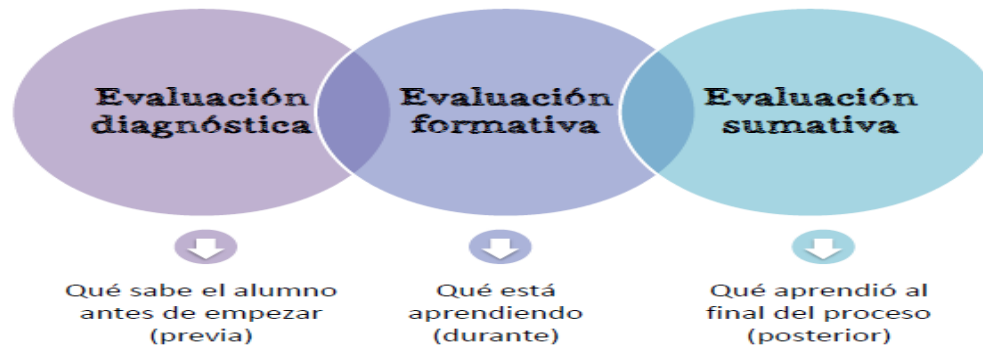 Evaluación
diagnóstica
Evaluación
formativa
Evaluación
sumativa
Qué sabe el alumno
antes de empezar
(previa)
Qué está
aprendiendo
(durante)
Qué aprendió al
final del proceso
(posterior)